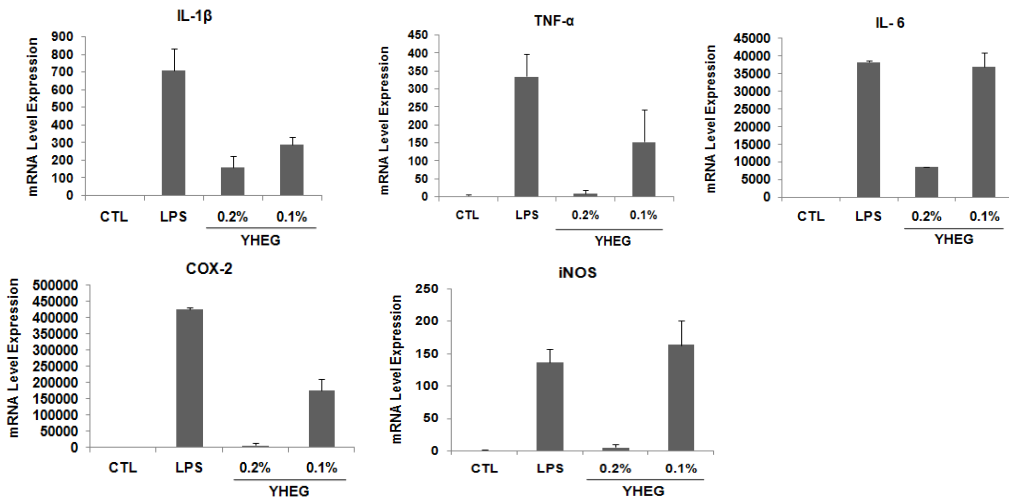 IL-1β
mRNA Level Expression
900
800
700
600
500
400
300
200
100
0
CTL LPS 0.2% 0.1%
YHEG
TNF-α
mRNA Level Expression
450
400
350
300
250
200
150
100
50
0
CTL LPS 0.2% 0.1%
YHEG
IL- 6
mRNA Level Expression
45000
40000
35000
30000
25000
20000
15000
10000
5000
0
CTL LPS 0.2% 0.1%
YHEG
COX-2
mRNA Level Expression
500000
450000
400000
350000
300000
250000
200000
150000
100000
50000
0
CTL LPS 0.2% 0.1%
YHEG
iNOS
mRNA Level Expression
250
200
150
100
50
0
CTL LPS 0.2% 0.1%
YHEG